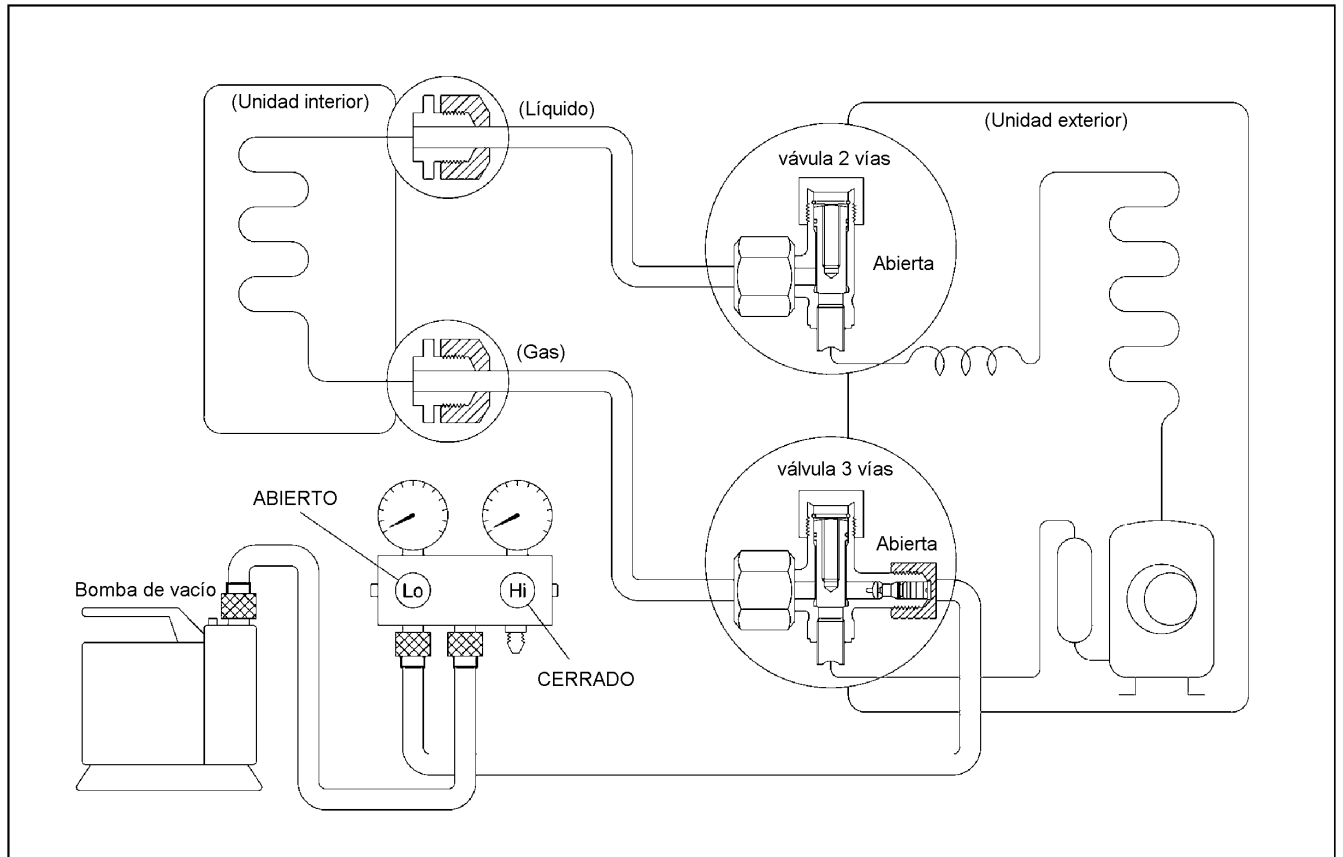 (Unidad interior)
(Líquido)
(Unidad exterior)
vávula 2 vías
Abierta
(Gas)
válvula 3 vías
Abierta
ABIERTO
Bomba de vacío
Lo
Hi
CERRADO